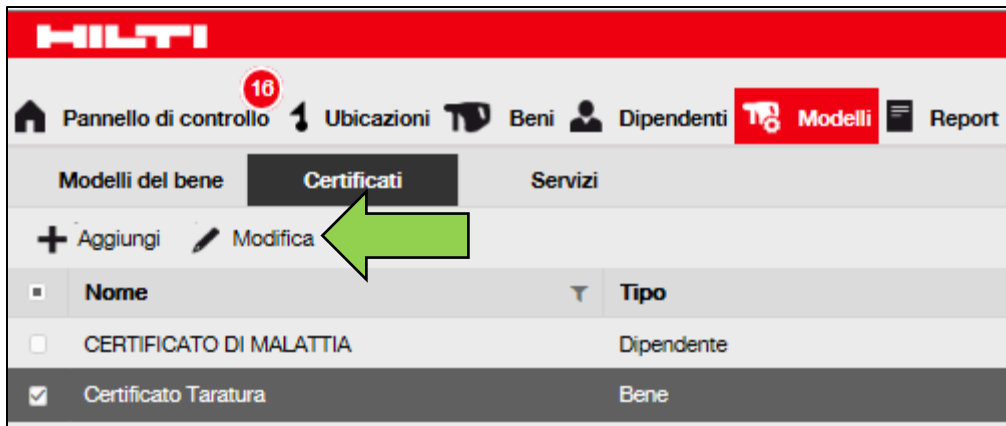 HILTI
16
Pannello di controllo Ubicazioni Beni Dipendenti Modelli Report
Modelli del bene Certificati Servizi
Aggiungi Modifica
Nome Tipo
CERTIFICATO DI MALATTIA Dipendente
Certificato Taratura Bene